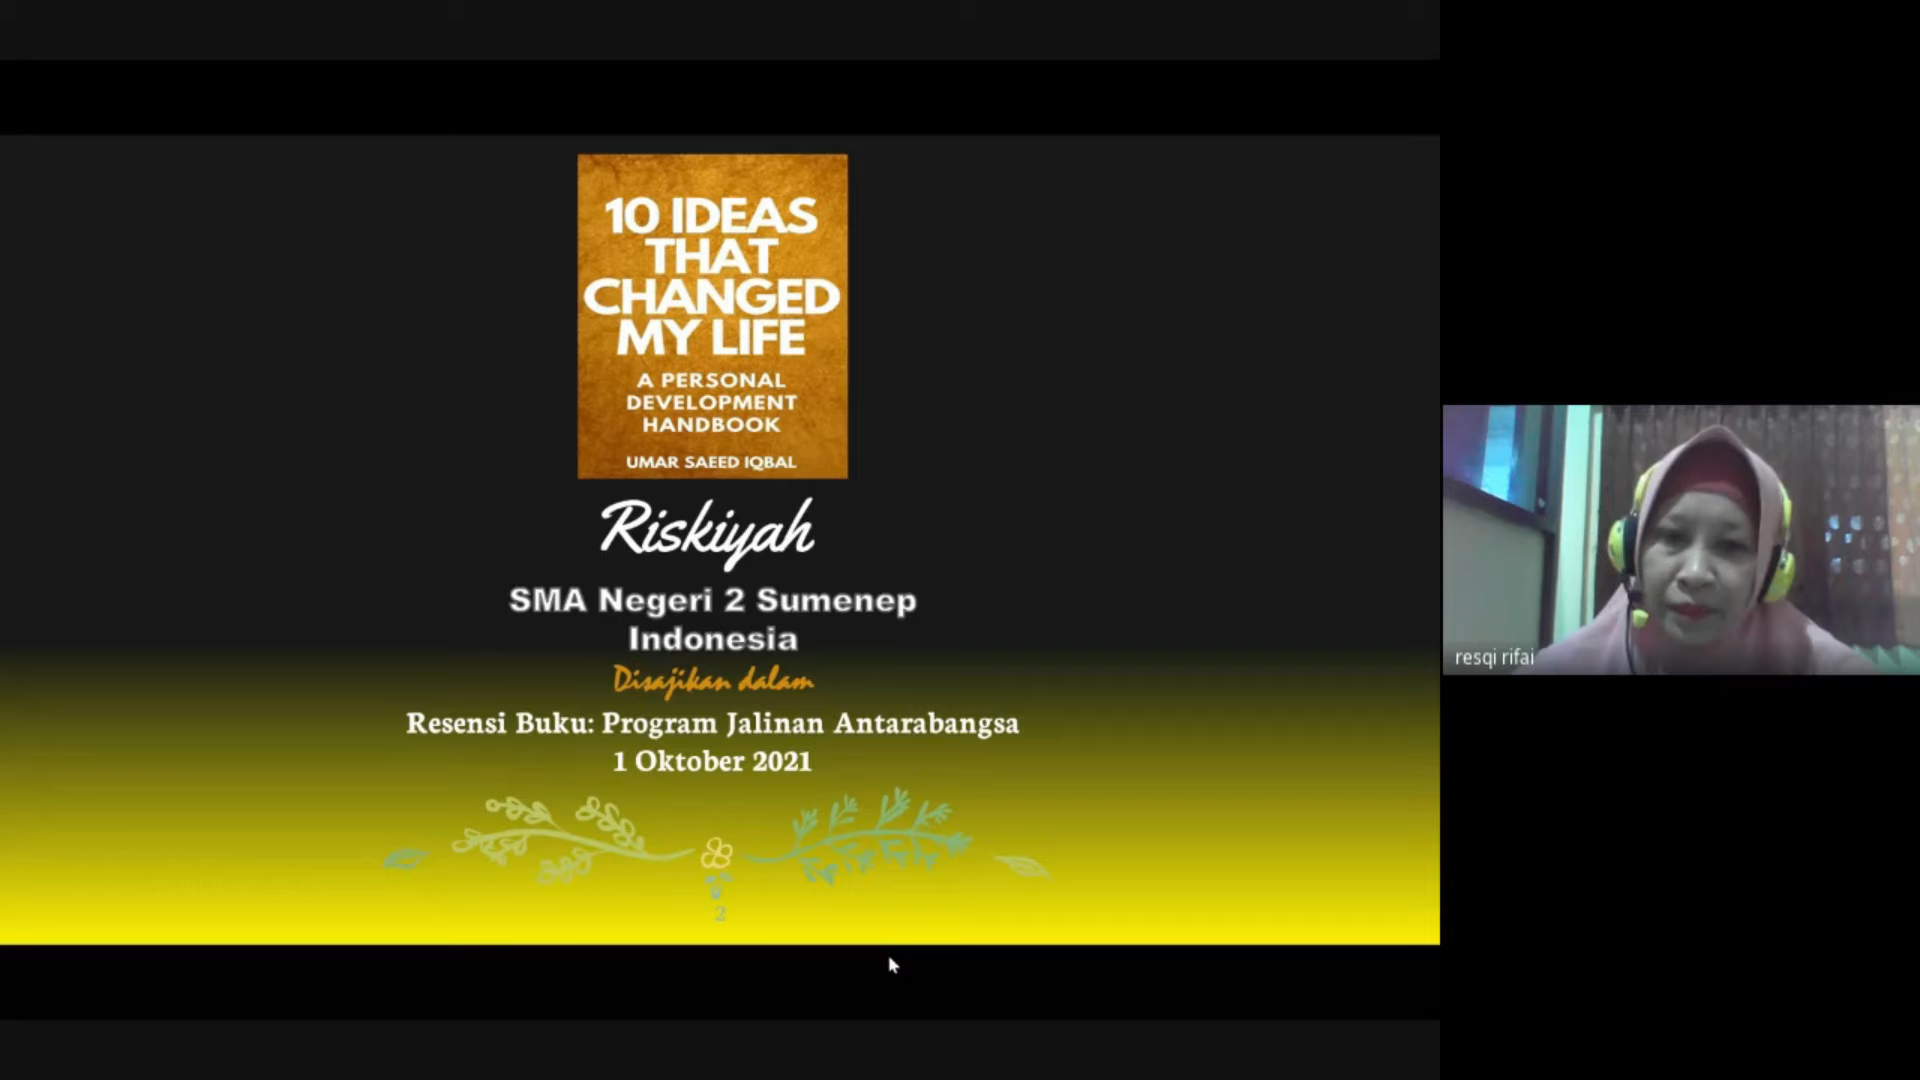 10 IDEAS
THAT
CHANGED
MY LIFE
A PERSONAL
DEVELOPMENT
HANDBOOK
UMAR SAEED IQBAL
Riskiyah
SMA Negeri 2 Sumenep
Indonesia
Disajikan dalam
Resensi Buku: Program Jalinan Antarabangsa
1 Oktober 2021
2
resqi rifai